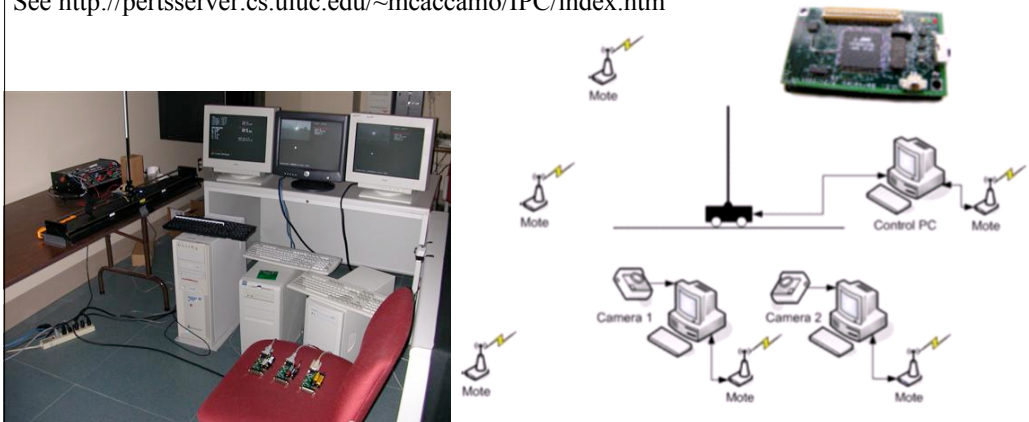 See http://pertsserver.cs.uiuc.edu/~mcaccamo/IPC/index.htm
Mote
Mote
Control PC
Mote
Camera 1
Camera 2
Mote
Mote
Mote